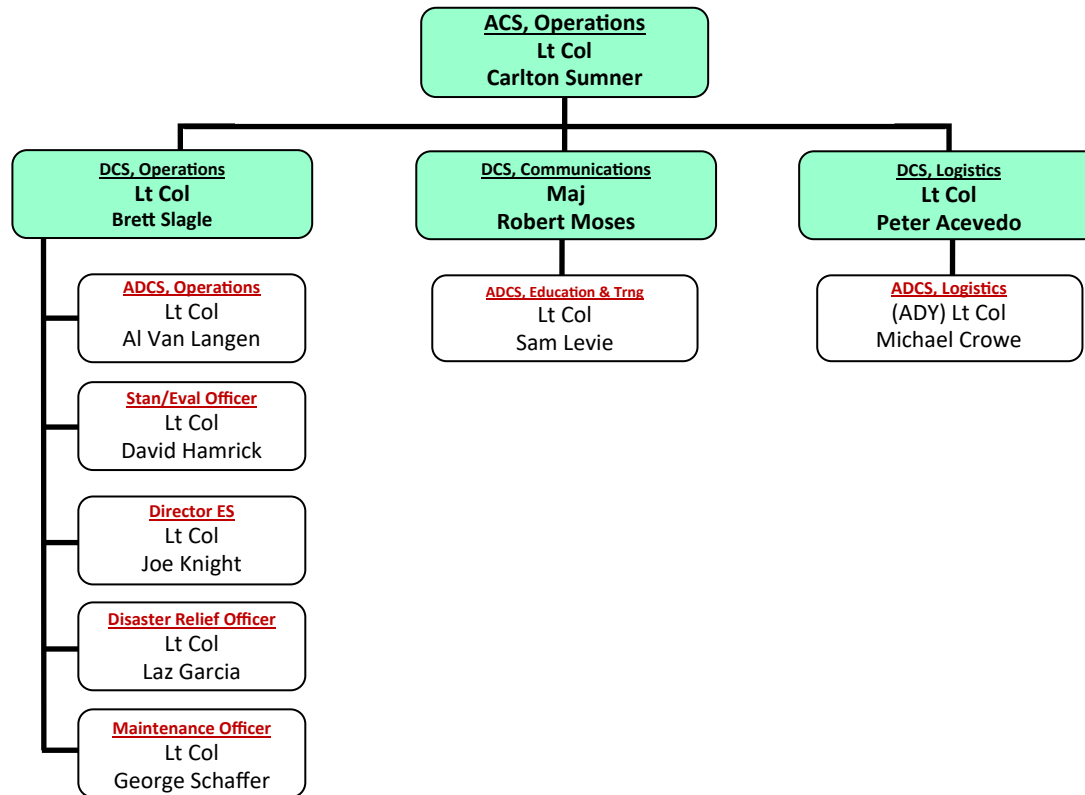 ACS, Operations
Lt Col
Carlton Sumner
DCS, Operations
Lt Col
Brett Slagle
DCS, Communications
Maj
Robert Moses
DCS, Logistics
Lt Col
Peter Acevedo
ADCS, Operations
Lt Col
Al Van Langen
ADCS, Education & Trng
Lt Col
Sam Levie
ADCS, Logistics
(ADY) Lt Col
Michael Crowe
Stan/Eval Officer
Lt Col
David Hamrick
Director ES
Lt Col
Joe Knight
Disaster Relief Officer
Lt Col
Laz Garcia
Maintenance Officer
Lt Col
George Schaffer